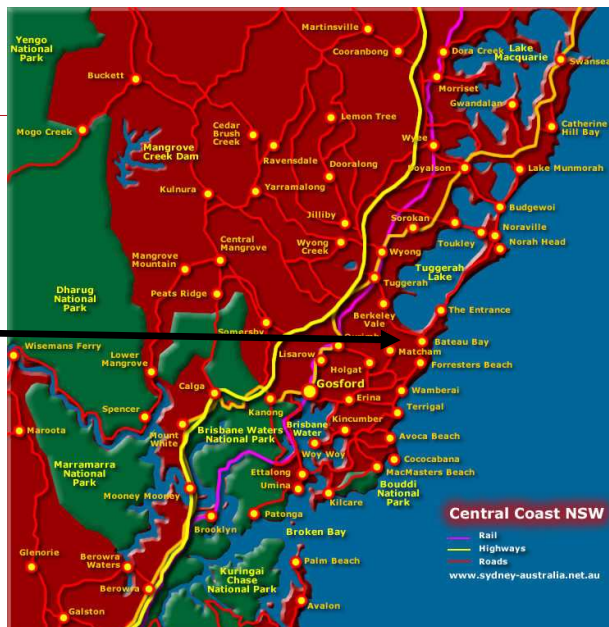 Martinsville
Yengo
National
Park
Cooranbong
Dora Creek
Lake
Macquarie
Swansea
Buckett
Morriset
Gwandalan
Lemon Tree
Catherine
Hill Bay
Mogo Creek
Cedar
Brush
Creek
Mangrove
Creek Dam
Ravensdale
Wyee
Dooralong
Doyalson
Lake Munmorah
Kulnura
Yarramalong
Jilliby
Sorokan
Budgewoi
Noraville
Toukley
Norah Head
Central
Mangrove
Wyong
Creek
Wyong
Mangrove
Mountain
Tuggerah
Tuggerah
Lake
Peats Ridge
Dharug
National
Park
Berkeley
Vale
The Entrance
Somersby
Bateau Bay
Wisemans Ferry
Lower
Mangrove
Lisarow
Matcham
Holgat
Forresters Beach
Gosford
Calga
Wamberai
Kanong
Erina
Terrigal
Spencer
Maroota
Mount
White
Brisbane Waters
National Park
Brisbane
Water
Kincumber
Avoca Beach
Woy Woy
Marramarra
National
Park
Cococabana
Ettalong
MacMasters Beach
Umina
Bouddi
National
Park
Mooney Mooney
Kilcare
Patonga
Brooklyn
Broken Bay
Central Coast NSW
Rail
Highways
Roads
www.sydney-australia.net.au
Glenorie
Berowra
Waters
Kuringai
Chase
National Park
Palm Beach
Berowra
Avalon
Galston